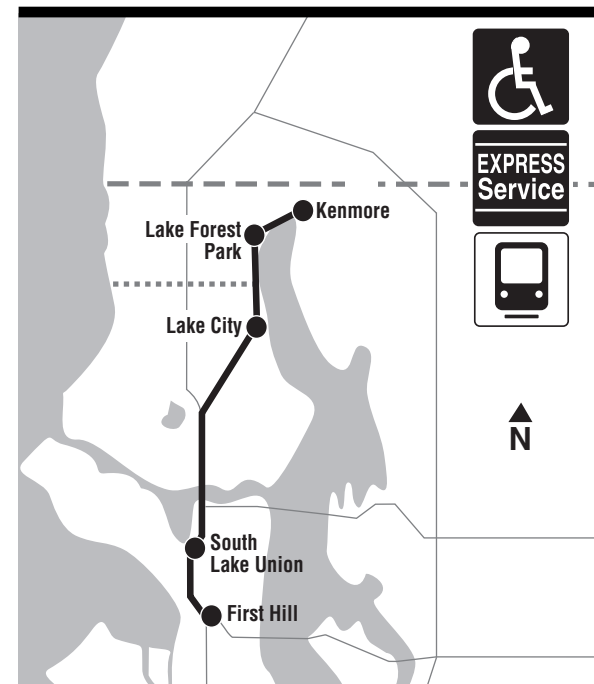 EXPRESS
Service
Kenmore
Lake Forest
Park
Lake City
N
South
Lake Union
First Hill